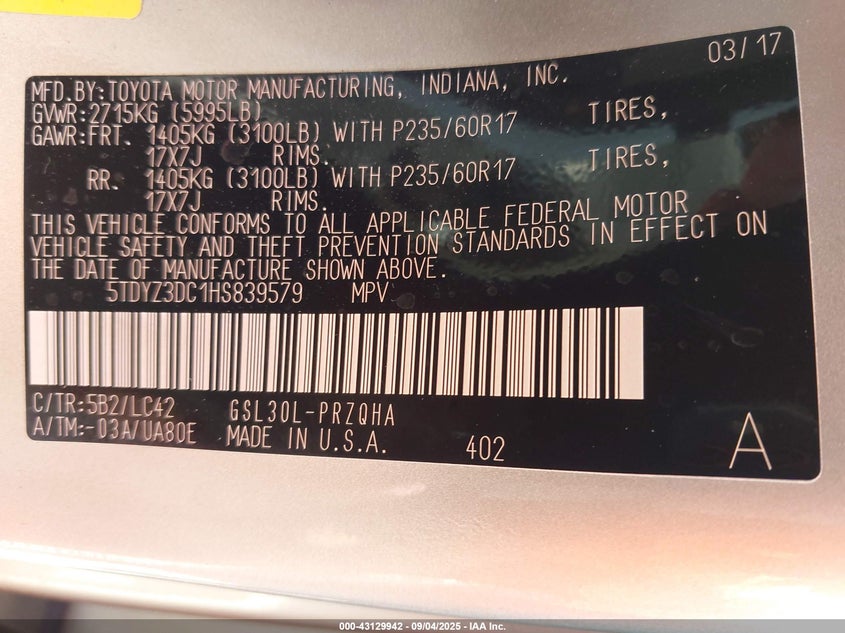 03/17
MFD.BY:TOYOTA MOTOR MANUFACTURING, INDIANA, INC.
GVWR:2715KG (5995LB)
GAWR:FRT. 1405KG (3100LB) WITH P235/60R17 TIRES,
17X7J RIMS.
RR. 1405KG (3100LB) WITH P235/60R17 TIRES,
17X7J RIMS.
THIS VEHICLE CONFORMS TO ALL APPLICABLE FEDERAL MOTOR
VEHICLE SAFETY AND THEFT PREVENTION STANDARDS IN EFFECT ON
THE DATE OF MANUFACTURE SHOWN ABOVE.
5TDYZ3DC1HS839579 MPV
C/TR:5B2/LC42 GSL30L-PRZQHA
A/TM:-03A/UA80E MADE IN U.S.A. 402 A
000-43129942 - 09/04/2025 - IAA Inc.